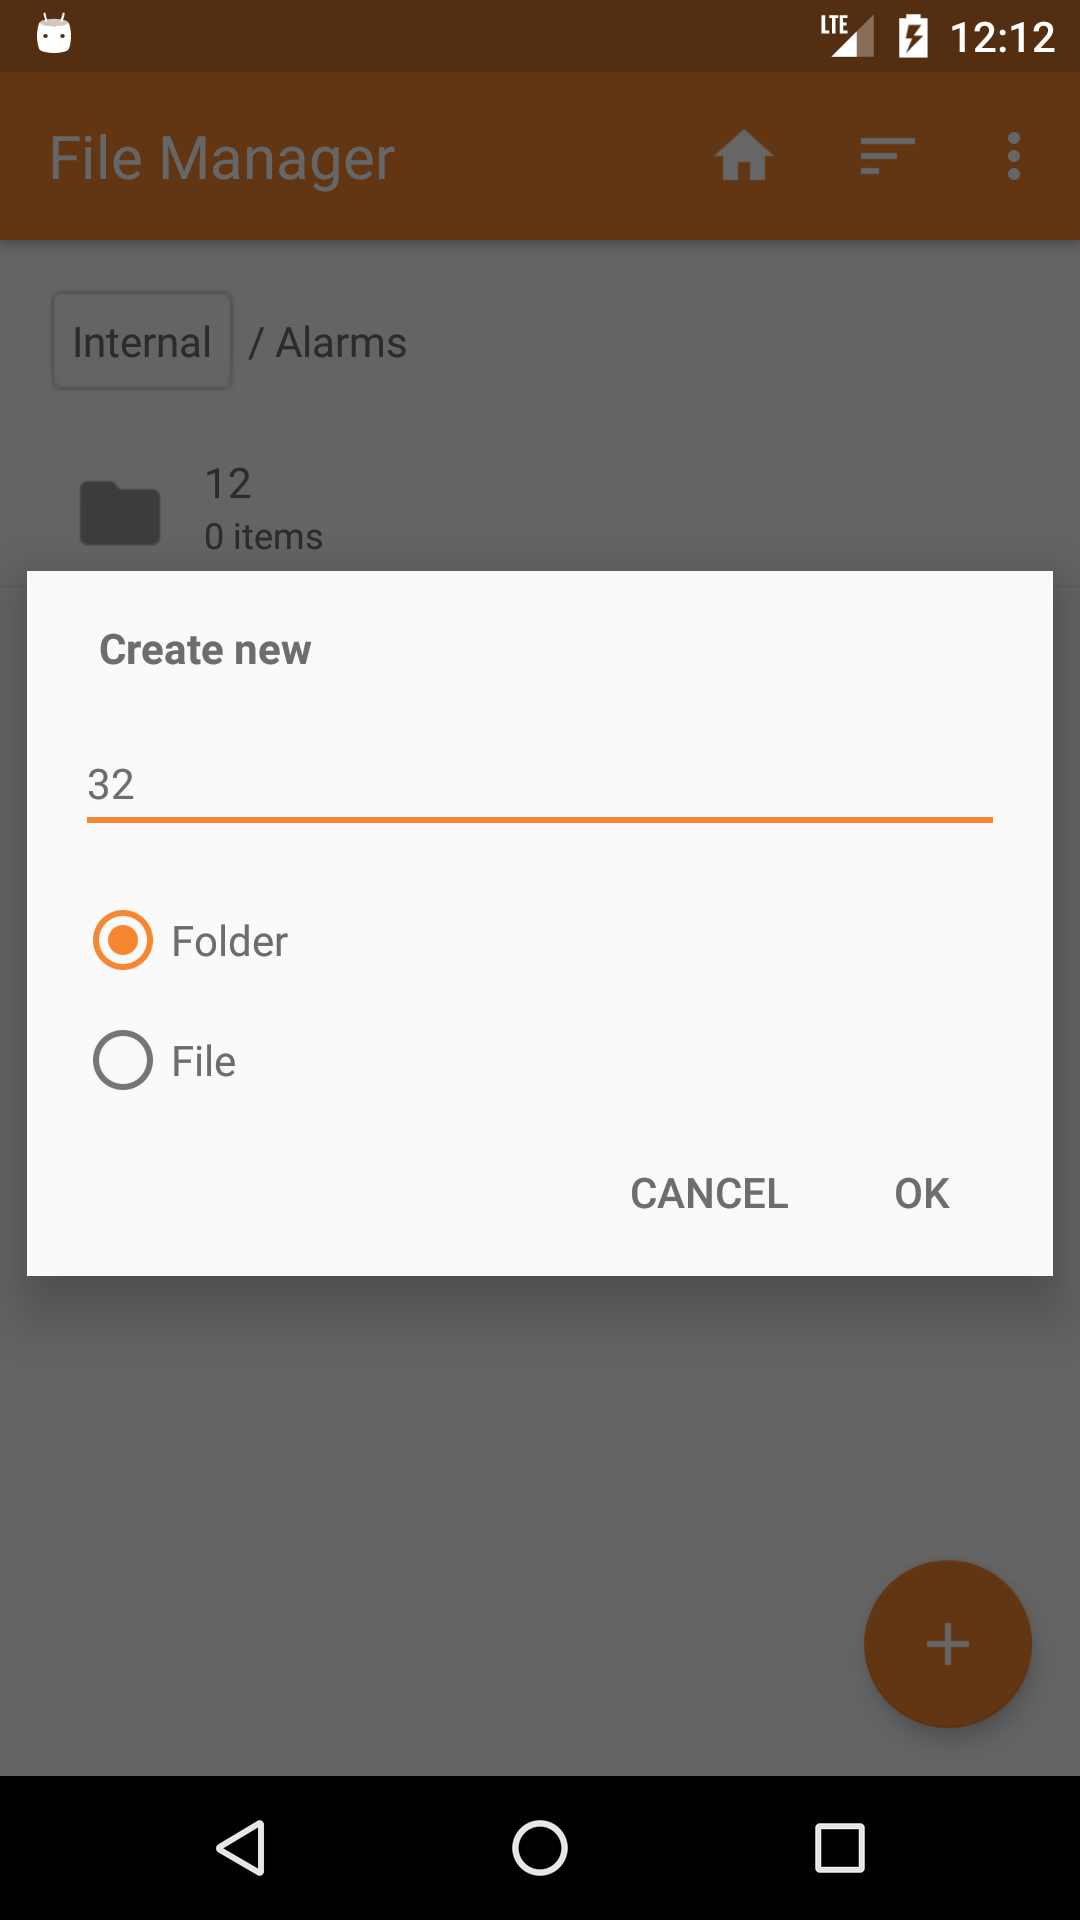 LTE 12:12
File Manager
Internal / Alarms
12
0 items
Create new
32
Folder
File
CANCEL OK